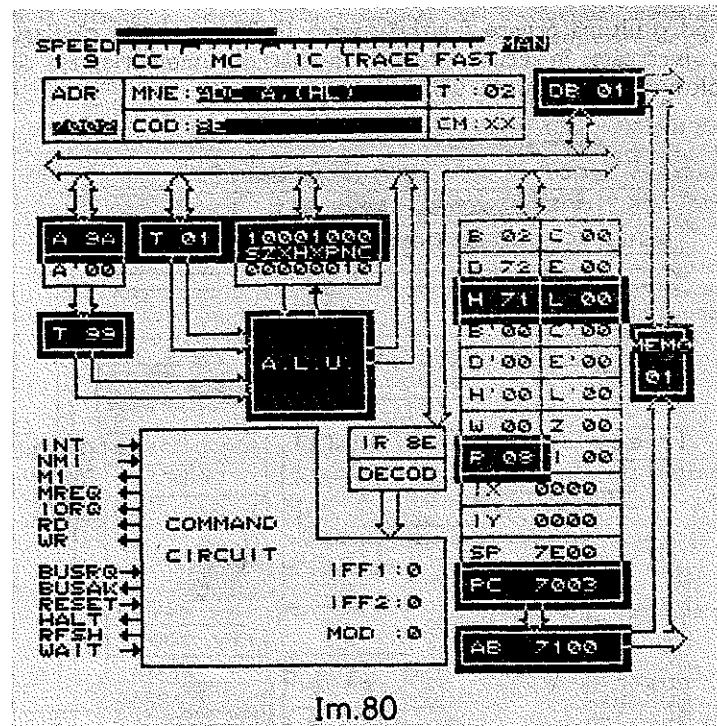 SPEED MAN
1 9 CC MC IC TRACE FAST
ADR MNE:ADC A,(HL) T :02 DB 01
7002 COD:8E CM:XX
A 9A T 01 10001000
SZXHXPNC
A'00 00000010
T 99
A.L.U.
B 02 C 00
D 72 E 00
H 71 L 00
B'00 C'00
D'00 E'00
H'00 L'00
W 00 Z 00
R 08 I 00
IX 0000
IY 0000
SP 7E00
PC 7003
AB 7100
MEMO
01
IR 8E
DECOD
INT
NMI
M1
MREQ
IORQ
RD
WR
BUSRQ
BUSAK
RESET
HALT
RFSH
WAIT
COMMAND
CIRCUIT
IFF1:0
IFF2:0
MOD :0
Im.80